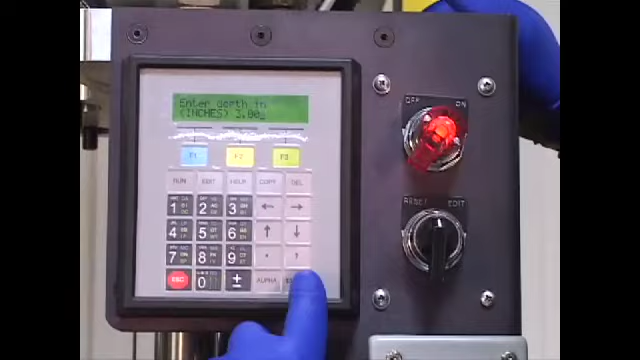 Enter depth in
(INCHES) 3.00
F1 F2 F3
OFF ON
RUN EDIT HELP COPY DEL
1 2 3
RESET EDIT
4 5 6
7 8 9
ESC 0 ± ALPHA